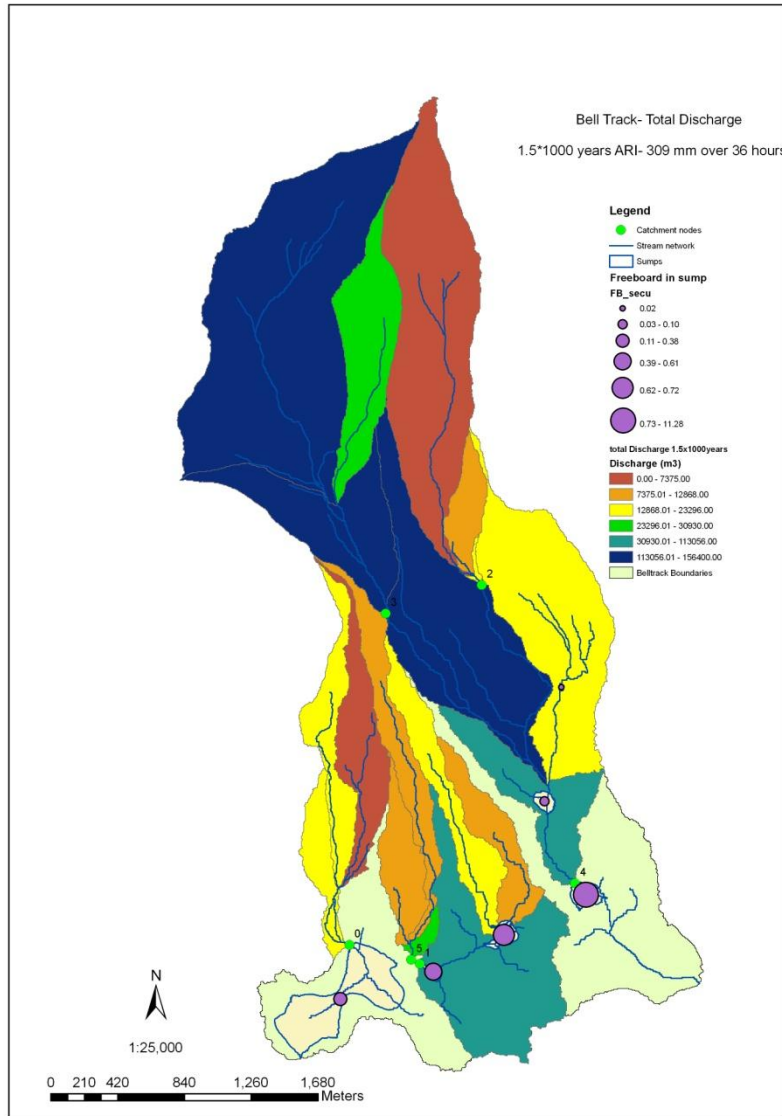 Bell Track- Total Discharge
1.5*1000 years ARI- 309 mm over 36 hours
Legend
Catchment nodes
Stream network
Sumps
Freeboard in sump
FB_secu
0.02
0.03 - 0.10
0.11 - 0.38
0.39 - 0.61
0.62 - 0.72
0.73 - 11.28
total Discharge 1.5x1000years
Discharge (m3)
0.00 - 7375.00
7375.01 - 12868.00
12868.01 - 23296.00
23296.01 - 30930.00
30930.01 - 113056.00
113056.01 - 156400.00
Belltrack Boundaries
2
3
4
0
5 1
N
1:25,000
0 210 420 840 1,260 1,680
Meters